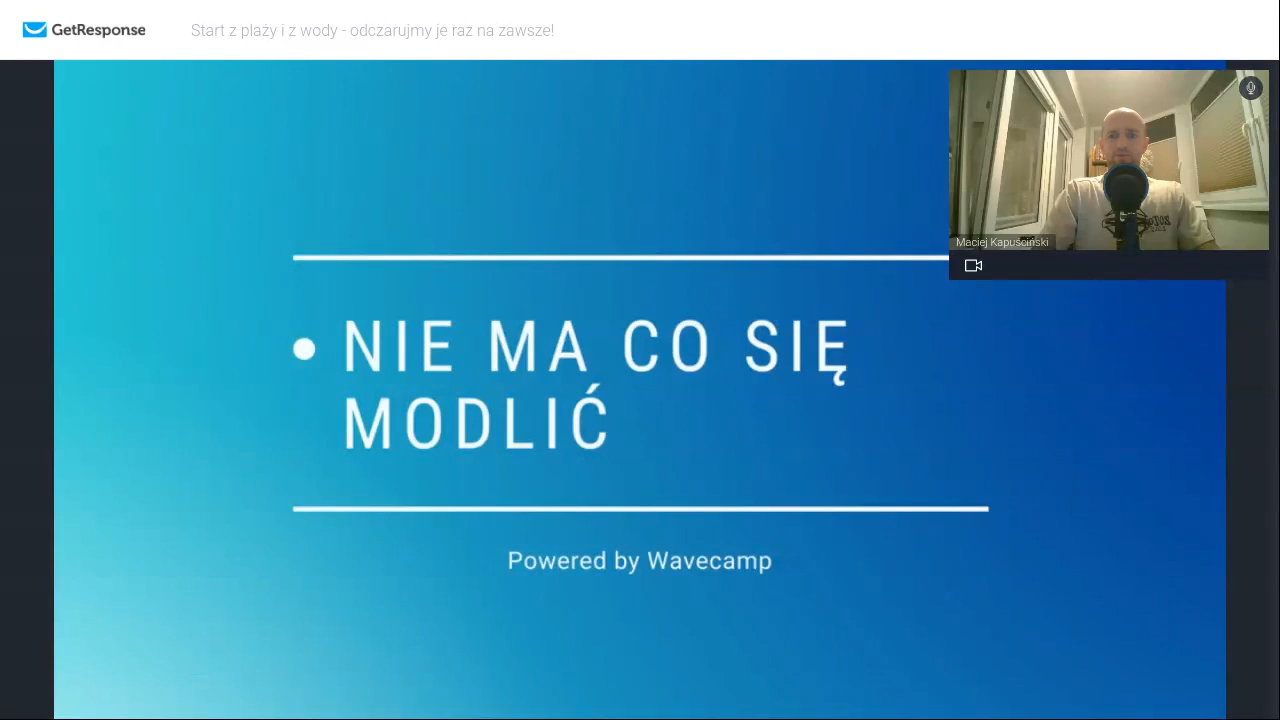 GetResponse
Start z plaży i z wody - odczarujmy je raz na zawsze!
Maciej Kapuściński
• NIE MA CO SIĘ
MODLIĆ
Powered by Wavecamp